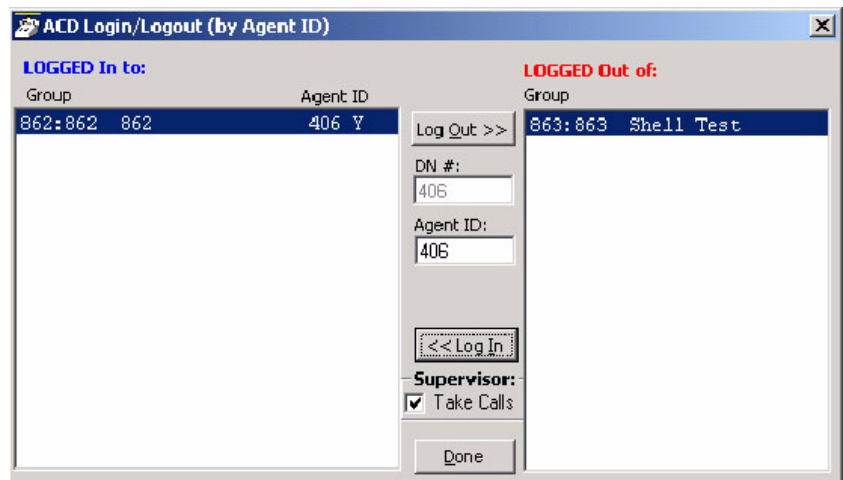 ACD Login/Logout (by Agent ID)
LOGGED In to:
Group Agent ID
862:862 862 406 Y
Log Out >>
DN #:
406
Agent ID:
406
<<Log In
Supervisor:
Take Calls
Done
LOGGED Out of:
Group
863:863 Shell Test